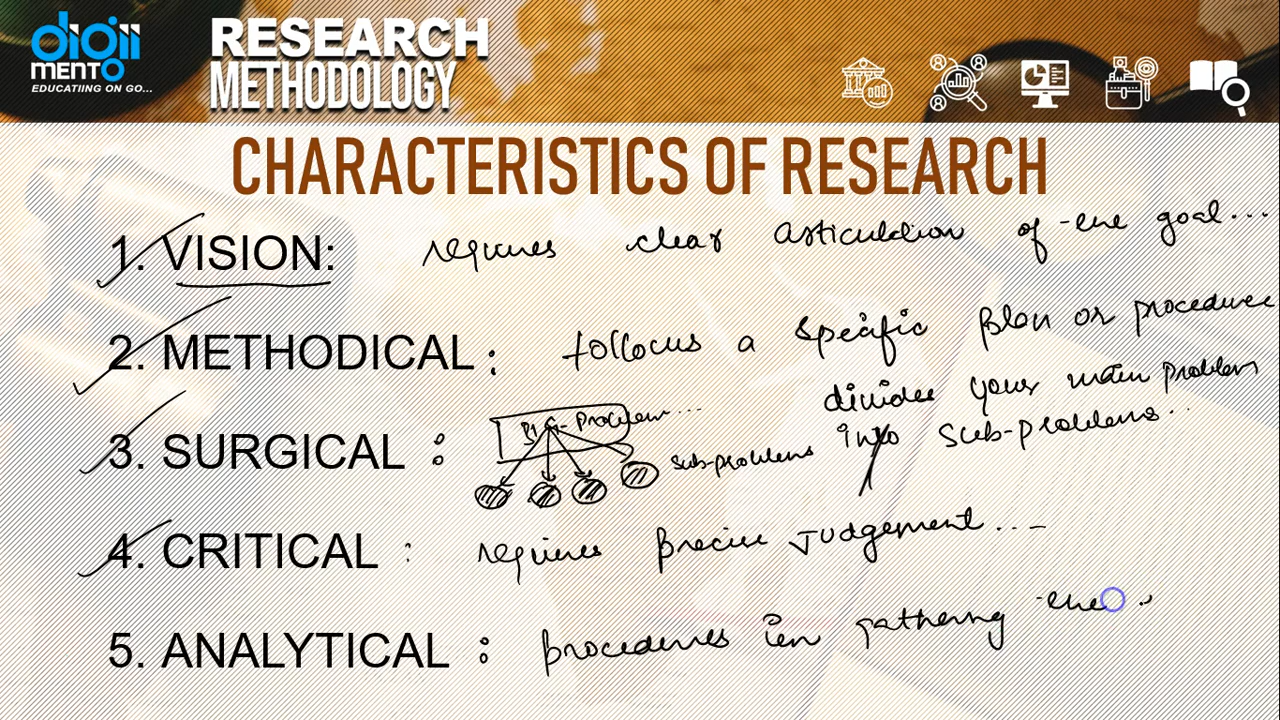 digii
MENTO
EDUCATIING ON GO...
RESEARCH
METHODOLOGY
CHARACTERISTICS OF RESEARCH
1. VISION: requires clear articulation of the goal...
2. METHODICAL: follows a specific plan or procedure
3. SURGICAL: BIG-Problem... divides your main problem
sub-problems into sub-problems..
4. CRITICAL: requires precise judgement...
5. ANALYTICAL: procedures in gathering the